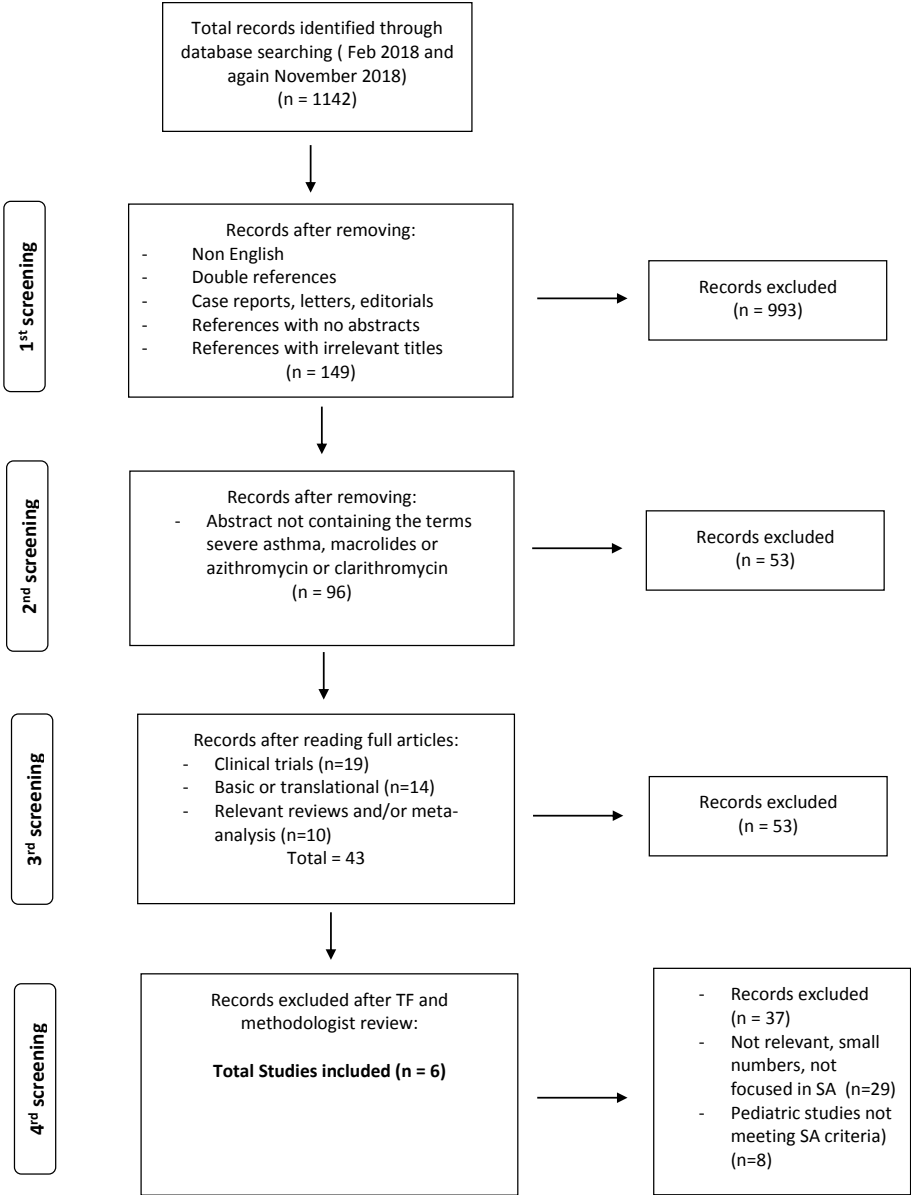 Total records identified through
database searching ( Feb 2018 and
again November 2018)
(n = 1142)
1st screening
Records after removing:
- Non English
- Double references
- Case reports, letters, editorials
- References with no abstracts
- References with irrelevant titles
(n = 149)
Records excluded
(n = 993)
2nd screening
Records after removing:
- Abstract not containing the terms
severe asthma, macrolides or
azithromycin or clarithromycin
(n = 96)
Records excluded
(n = 53)
3rd screening
Records after reading full articles:
- Clinical trials (n=19)
- Basic or translational (n=14)
- Relevant reviews and/or meta-
analysis (n=10)
Total = 43
Records excluded
(n = 53)
4rd screening
Records excluded after TF and
methodologist review:
Total Studies included (n = 6)
- Records excluded
(n = 37)
- Not relevant, small
numbers, not
focused in SA (n=29)
- Pediatric studies not
meeting SA criteria)
(n=8)